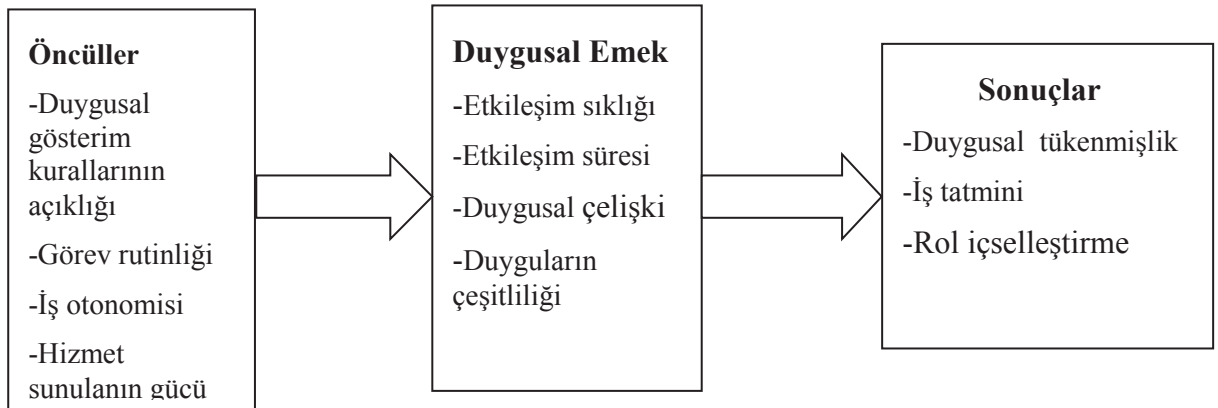 Öncüller
-Duygusal
gösterim
kurallarının
açıklığı
-Görev rutinliği
-İş otonomisi
-Hizmet
sunulanın gücü
Duygusal Emek
-Etkileşim sıklığı
-Etkileşim süresi
-Duygusal çelişki
-Duyguların
çeşitliliği
Sonuçlar
-Duygusal tükenmişlik
-İş tatmini
-Rol içselleştirme